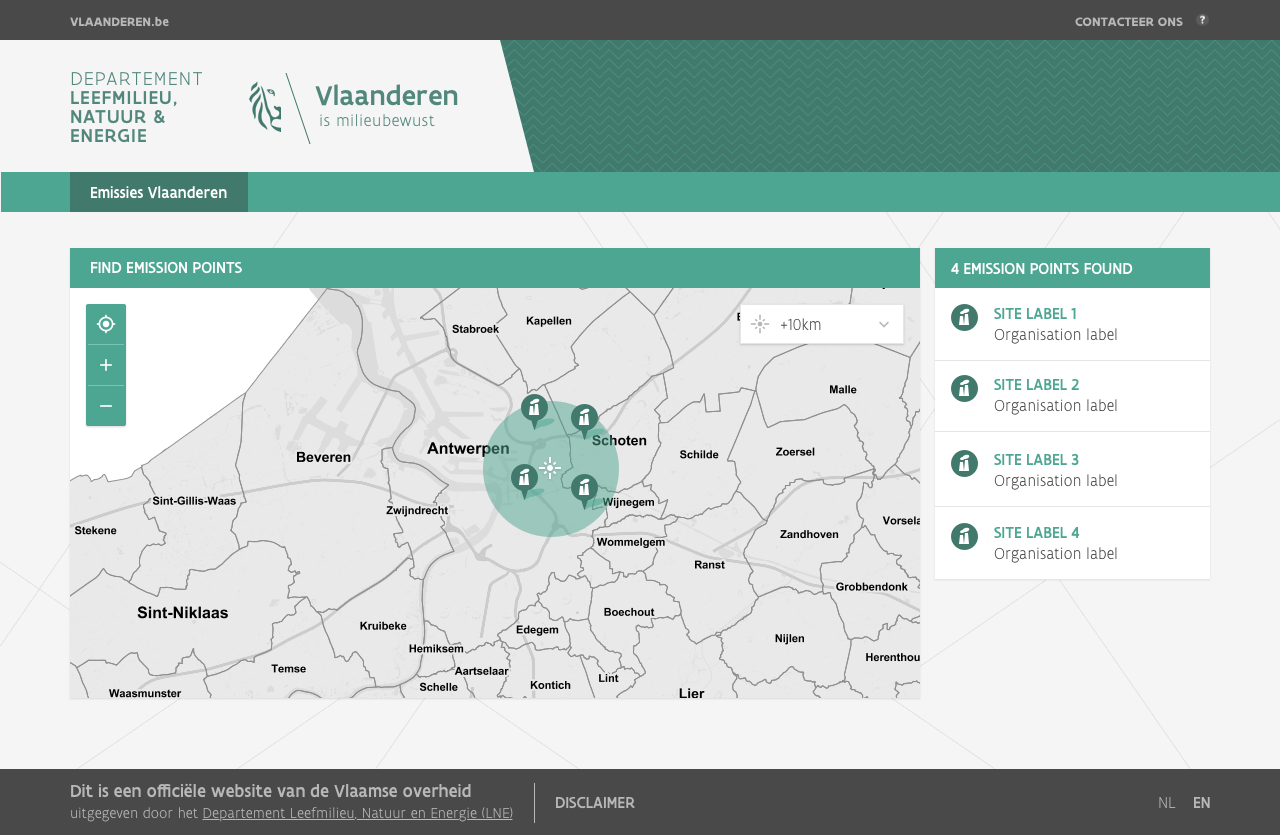 VLAANDEREN.be
CONTACTEER ONS ?
DEPARTEMENT
LEEFMILIEU,
NATUUR &
ENERGIE
Vlaanderen
is milieubewust
Emissies Vlaanderen
FIND EMISSION POINTS
+10km
Stabroek
Kapellen
Malle
Antwerpen
Schoten
Beveren
Schilde
Zoersel
Sint-Gillis-Waas
Zwijndrecht
Wijnegem
Stekene
Vorsela
Wommelgem
Zandhoven
Ranst
Grobbendonk
Sint-Niklaas
Boechout
Kruibeke
Edegem
Nijlen
Hemiksem
Herenthou
Temse
Aartselaar
Lint
Schelle
Kontich
Waasmunster
Lier
4 EMISSION POINTS FOUND
SITE LABEL 1
Organisation label
SITE LABEL 2
Organisation label
SITE LABEL 3
Organisation label
SITE LABEL 4
Organisation label
Dit is een officiële website van de Vlaamse overheid
uitgegeven door het Departement Leefmilieu, Natuur en Energie (LNE)
DISCLAIMER
NL EN